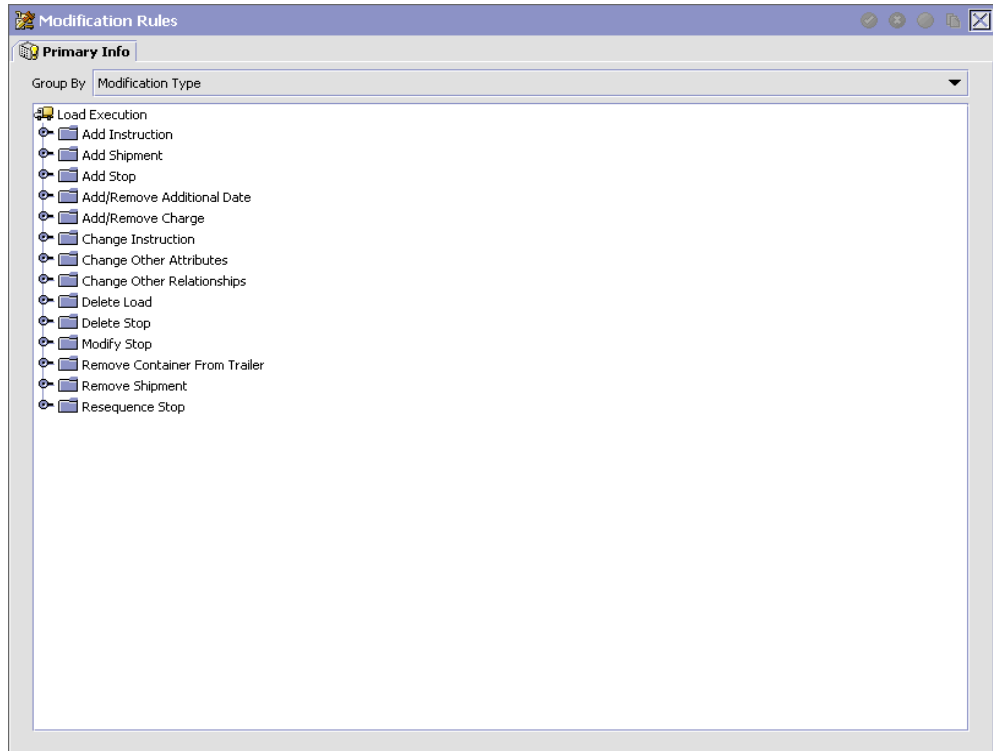 Modification Rules
Primary Info
Group By Modification Type
Load Execution
Add Instruction
Add Shipment
Add Stop
Add/Remove Additional Date
Add/Remove Charge
Change Instruction
Change Other Attributes
Change Other Relationships
Delete Load
Delete Stop
Modify Stop
Remove Container From Trailer
Remove Shipment
Resequence Stop